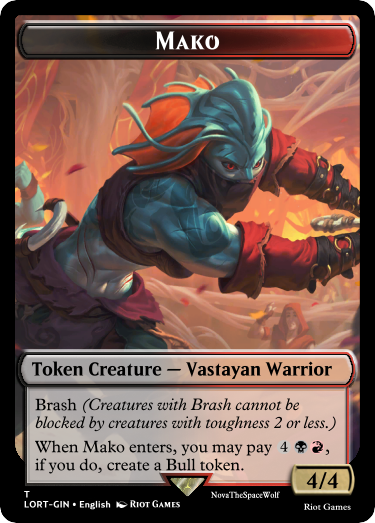 Mako
Token Creature — Vastayan Warrior
Brash (Creatures with Brash cannot be
blocked by creatures with toughness 2 or less.)
When Mako enters, you may pay 4 ,
if you do, create a Bull token.
4/4
T
LORT-GIN • English Riot Games
NovaTheSpaceWolf
Riot Games